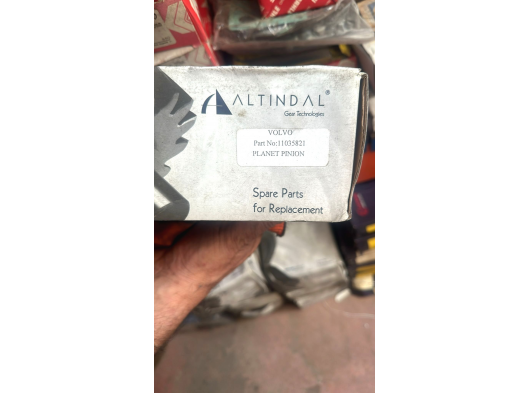 ALTINDAL®
Gear Technologies
VOLVO
Part No:11035821
PLANET PINION
Spare Parts
for Replacement